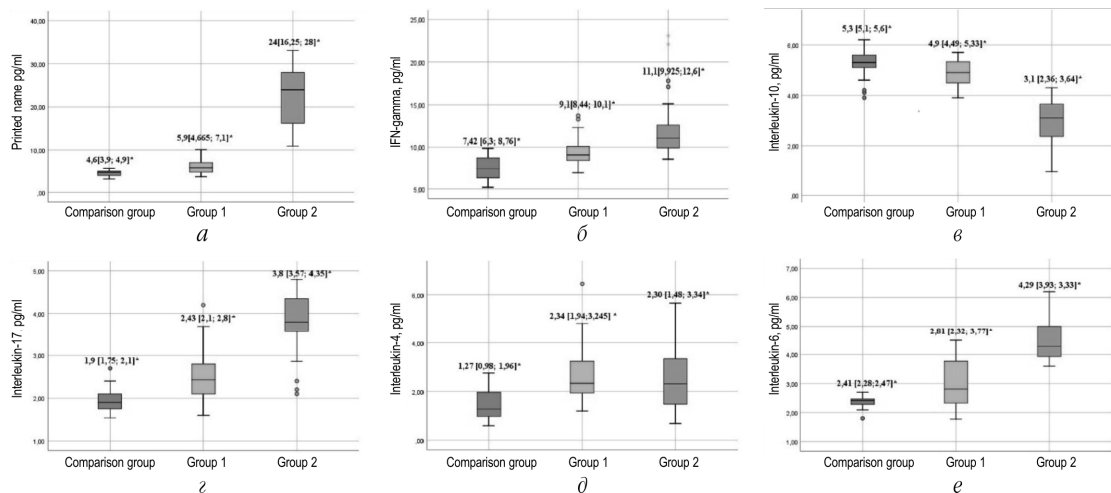 40,00
30,00
20,00
10,00
,00
Printed name pg/ml
4,6[3,9; 4,9]*
5,9[4,665; 7,1]*
24[16,25; 28]*
Comparison group
Group 1
Group 2
а
25,00
20,00
15,00
10,00
5,00
IFN-gamma, pg/ml
7,42 [6,3; 8,76]*
9,1[8,44; 10,1]*
11,1[9,925;12,6]*
Comparison group
Group 1
Group 2
б
6,00
4,00
2,00
,00
Interleukin-10, pg/ml
5,3 [5,1; 5,6]*
4,9 [4,49; 5,33]*
3,1 [2,36; 3,64]*
Comparison group
Group 1
Group 2
в
5,00
4,00
3,00
2,00
1,00
Interleukin-17. pg/ml
1,9 [1,75; 2,1]*
2,43 [2,1; 2,8]*
3,8 [3,57; 4,35]*
Comparison group
Group 1
Group 2
г
6,00
4,00
2,00
,00
Interleukin-4, pg/ml
1,27 [0,98; 1,96]*
2,34 [1,94;3,245] *
2,30 [1,48; 3,34]*
Comparison group
Group 1
Group 2
д
7,00
6,00
5,00
4,00
3,00
2,00
1,00
Interleukin-6, pg/ml
2,41 [2,28;2,47]*
2,81 [2,32; 3,77]*
4,29 [3,93; 3,33]*
Comparison group
Group 1
Group 2
е